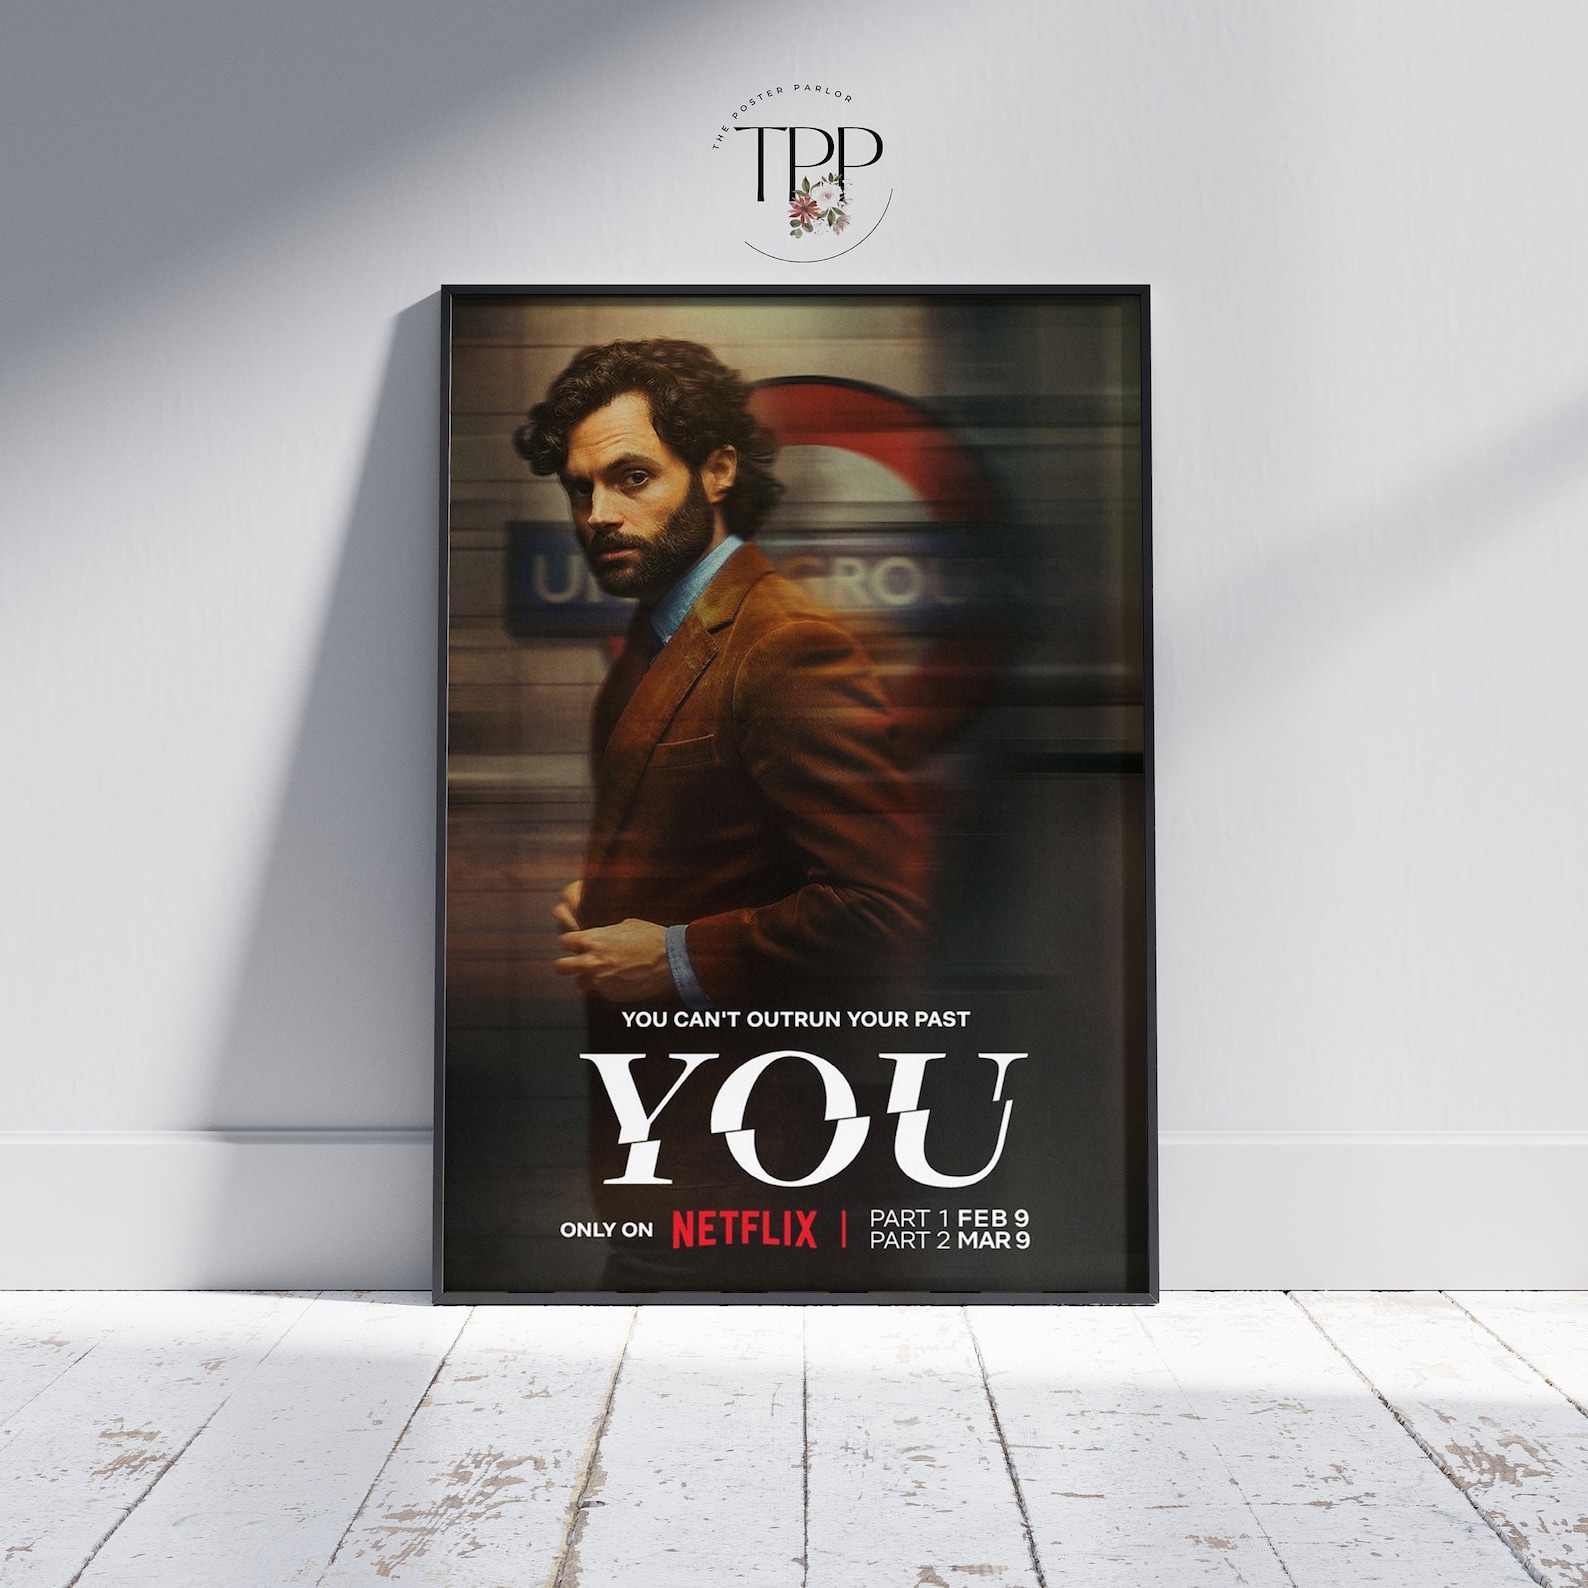 THE POSTER PARLOR
TPP
UNDERGROUND
YOU CAN'T OUTRUN YOUR PAST
YOU
ONLY ON NETFLIX | PART 1 FEB 9
PART 2 MAR 9